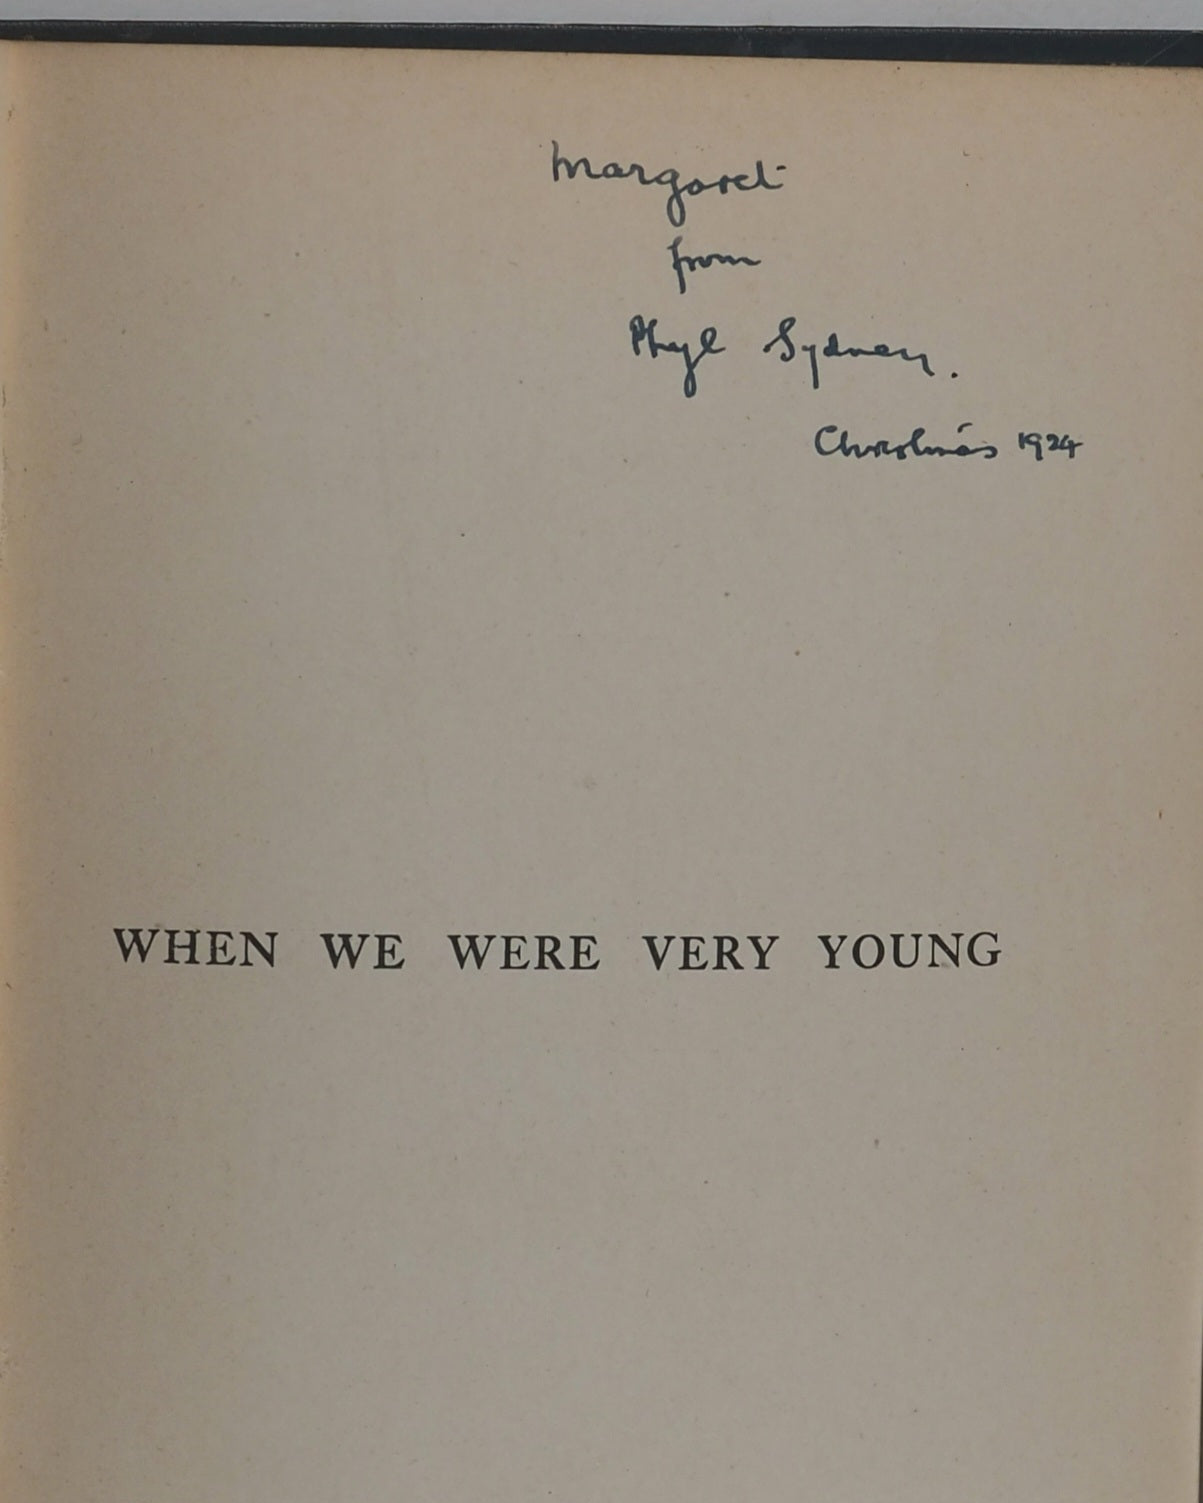 Margaret
from
Phyl Sydney.
Christmas 1924
WHEN WE WERE VERY YOUNG